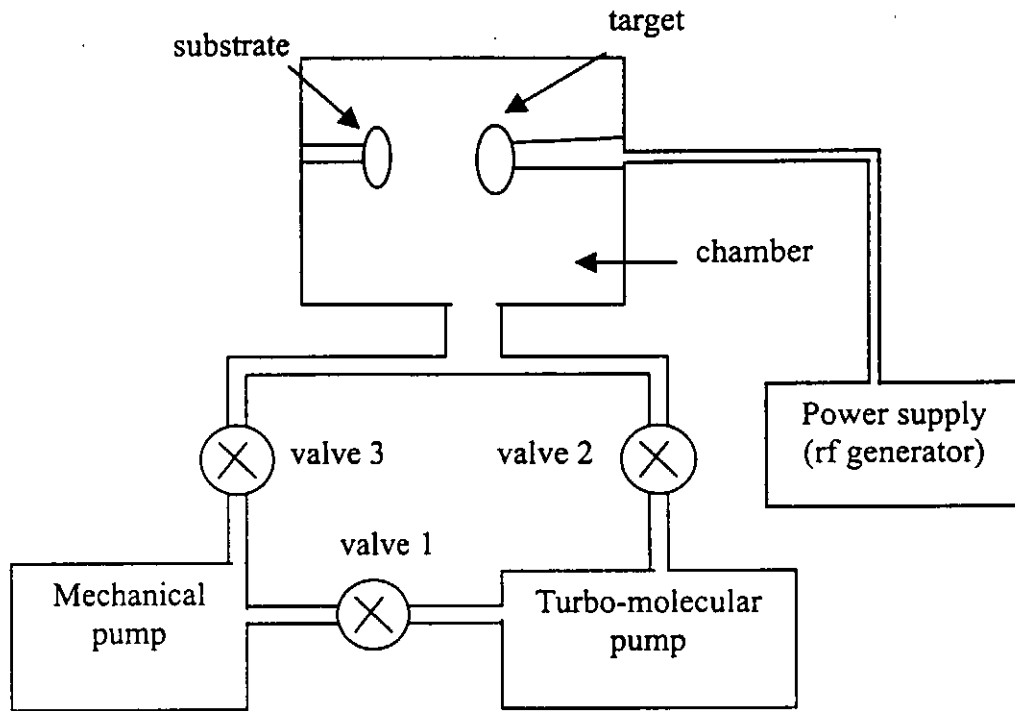 target
substrate
chamber
Power supply
(rf generator)
valve 3
valve 2
valve 1
Mechanical
pump
Turbo-molecular
pump